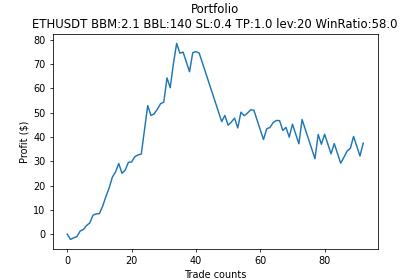 Portfolio
ETHUSDT BBM:2.1 BBL:140 SL:0.4 TP:1.0 lev:20 WinRatio:58.0
80
70
60
50
40
30
20
10
0
Profit ($)
0 20 40 60 80
Trade counts